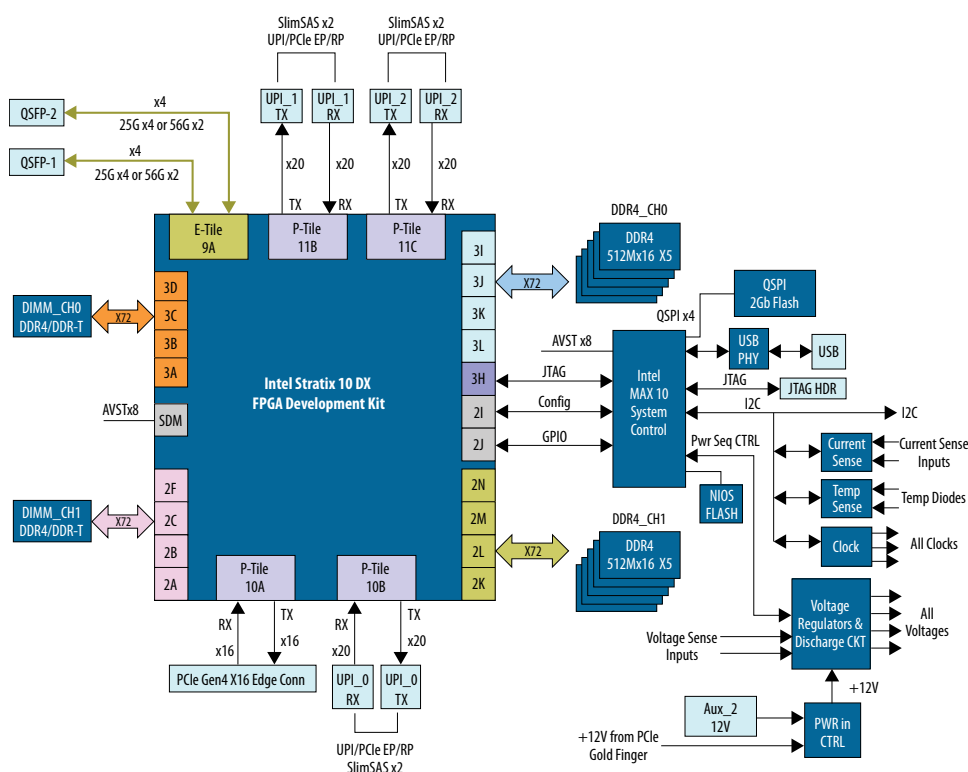 SlimSAS x2
UPI/PCIe EP/RP
SlimSAS x2
UPI/PCIe EP/RP
UPI_1
TX
UPI_1
RX
UPI_2
TX
UPI_2
RX
QSFP-2
x4
25G x4 or 56G x2
QSFP-1
x4
25G x4 or 56G x2
x20
x20
x20
x20
TX
RX
TX
RX
E-Tile
9A
P-Tile
11B
P-Tile
11C
DDR4_CH0
DDR4
512Mx16 X5
3I
3J
3K
3L
3H
2I
2J
X72
3D
3C
3B
3A
DIMM_CH0
DDR4/DDR-T
X72
Intel Stratix 10 DX
FPGA Development Kit
AVSTx8
SDM
QSPI x4
QSPI
2Gb Flash
AVST x8
Intel
MAX 10
System
Control
USB
PHY
USB
JTAG
JTAG
JTAG HDR
Config
I2C
I2C
GPIO
Pwr Seq CTRL
Current
Sense
Current Sense
Inputs
NIOS
FLASH
Temp
Sense
Temp Diodes
Clock
All Clocks
2F
2C
2B
2A
DIMM_CH1
DDR4/DDR-T
X72
2N
2M
2L
2K
X72
DDR4_CH1
DDR4
512Mx16 X5
P-Tile
10A
P-Tile
10B
RX
TX
RX
TX
x16
x16
x20
x20
PCIe Gen4 X16 Edge Conn
UPI_0
RX
UPI_0
TX
UPI/PCIe EP/RP
SlimSAS x2
Voltage
Regulators &
Discharge CKT
All
Voltages
Voltage Sense
Inputs
+12V
Aux_2
12V
PWR in
CTRL
+12V from PCIe
Gold Finger